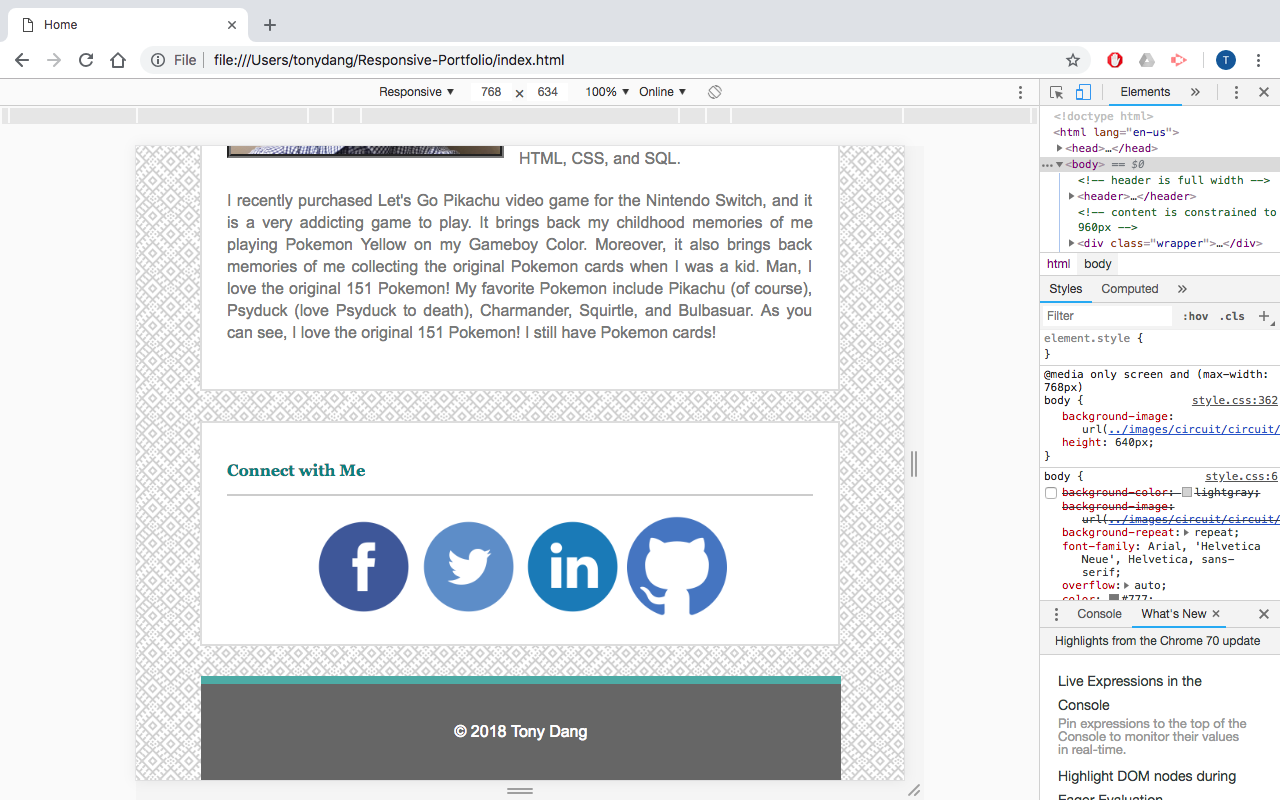 Home
File file:///Users/tonydang/Responsive-Portfolio/index.html
T
Responsive ▼ 768 × 634 100% ▼ Online ▼
HTML, CSS, and SQL.
I recently purchased Let's Go Pikachu video game for the Nintendo Switch, and it
is a very addicting game to play. It brings back my childhood memories of me
playing Pokemon Yellow on my Gameboy Color. Moreover, it also brings back
memories of me collecting the original Pokemon cards when I was a kid. Man, I
love the original 151 Pokemon! My favorite Pokemon include Pikachu (of course),
Psyduck (love Psyduck to death), Charmander, Squirtle, and Bulbasuar. As you
can see, I love the original 151 Pokemon! I still have Pokemon cards!
Connect with Me
f in
© 2018 Tony Dang
Elements »
<!doctype html>
<html lang="en-us">
▶<head>…</head>
…▼<body> == $0
<!-- header is full width -->
▶<header>…</header>
<!-- content is constrained to
960px -->
▶<div class="wrapper">…</div>
html body
Styles Computed »
Filter :hov .cls +
element.style {
}
@media only screen and (max-width:
768px)
body { style.css:362
background-image:
url(../images/circuit/circuit/
height: 640px;
}
body { style.css:6
background-color: lightgray;
background-image:
url(../images/circuit/circuit/
background-repeat:▶ repeat;
font-family: Arial, 'Helvetica
Neue', Helvetica, sans-
serif;
overflow:▶ auto;
color: #777;
Console What's New ×
Highlights from the Chrome 70 update
Live Expressions in the
Console
Pin expressions to the top of the
Console to monitor their values
in real-time.
Highlight DOM nodes during
Eager Evaluation